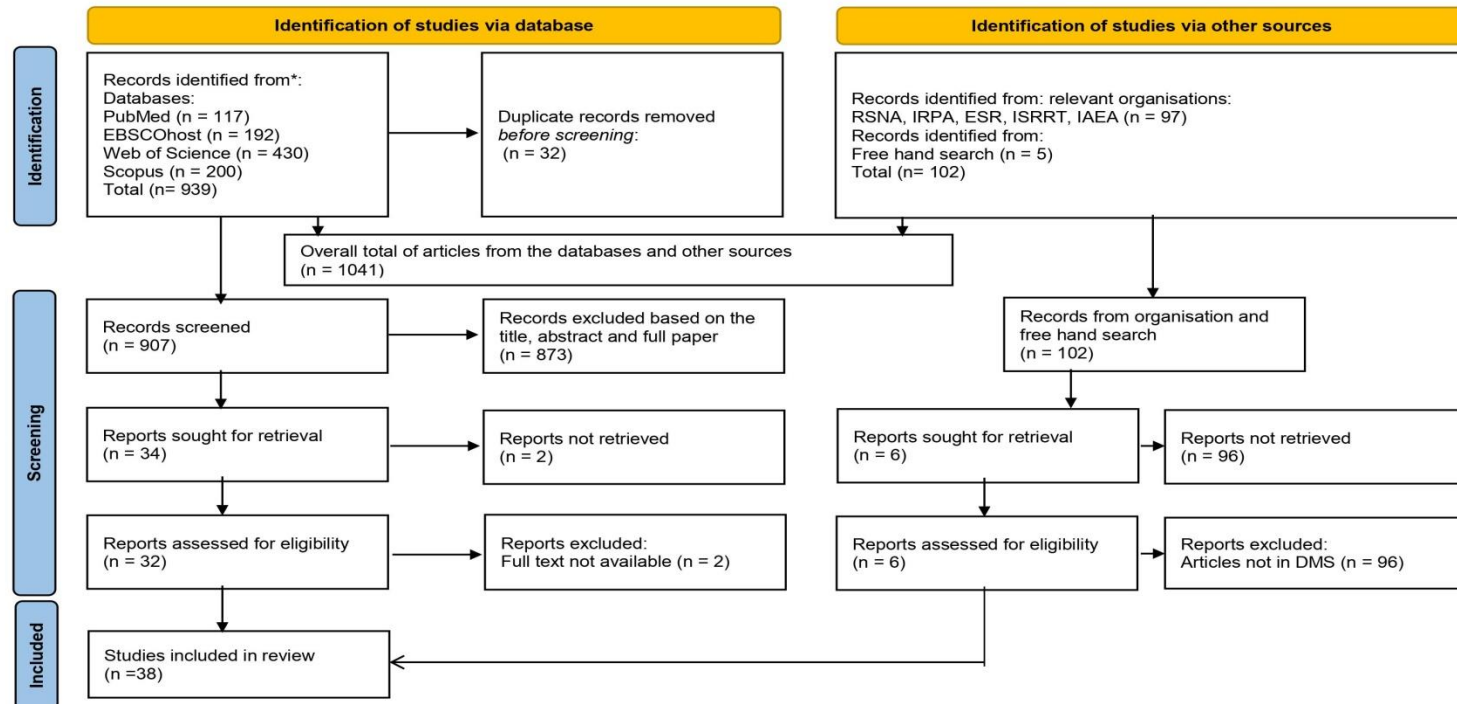 Identification of studies via database
Identification of studies via other sources
Identification
Records identified from*:
Databases:
PubMed (n = 117)
EBSCOhost (n = 192)
Web of Science (n = 430)
Scopus (n = 200)
Total (n= 939)
Duplicate records removed
before screening:
(n = 32)
Records identified from: relevant organisations:
RSNA, IRPA, ESR, ISRRT, IAEA (n = 97)
Records identified from:
Free hand search (n = 5)
Total (n= 102)
Overall total of articles from the databases and other sources
(n = 1041)
Screening
Records screened
(n = 907)
Records excluded based on the
title, abstract and full paper
(n = 873)
Records from organisation and
free hand search
(n = 102)
Reports sought for retrieval
(n = 34)
Reports not retrieved
(n = 2)
Reports sought for retrieval
(n = 6)
Reports not retrieved
(n = 96)
Reports assessed for eligibility
(n = 32)
Reports excluded:
Full text not available (n = 2)
Reports assessed for eligibility
(n = 6)
Reports excluded:
Articles not in DMS (n = 96)
Included
Studies included in review
(n =38)